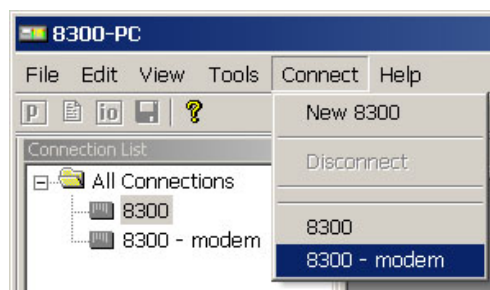 8300-PC
File Edit View Tools Connect Help
P io ?
New 8300
Connection List
Disconnect
All Connections
8300
8300 - modem
8300
8300 - modem